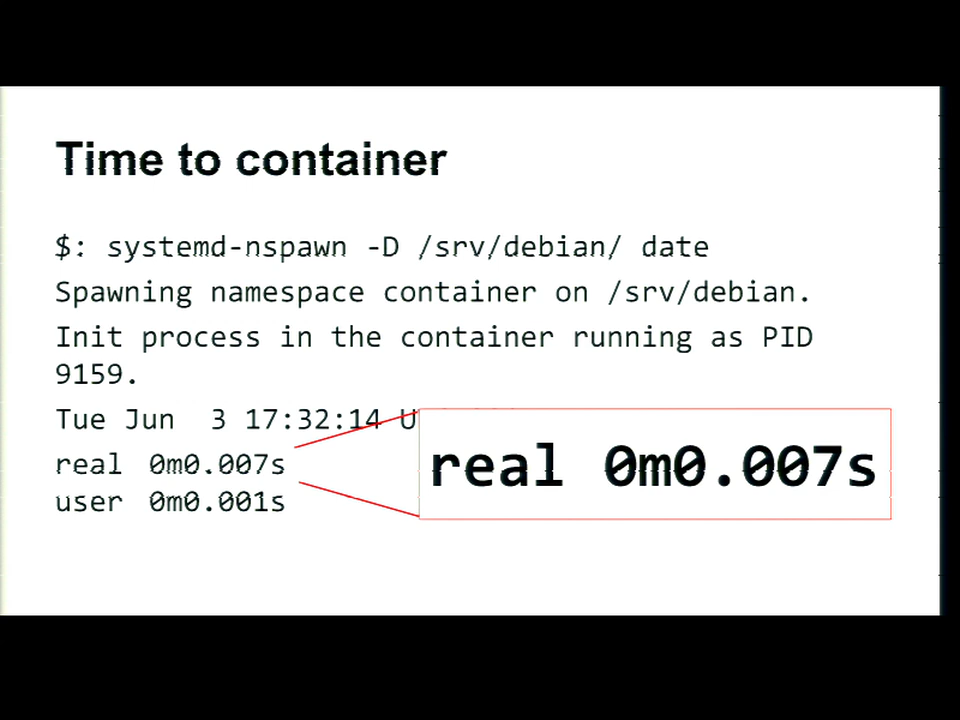 Time to container
$: systemd-nspawn -D /srv/debian/ date
Spawning namespace container on /srv/debian.
Init process in the container running as PID
9159.
Tue Jun  3 17:32:14
real 0m0.007s
user 0m0.001s
real 0m0.007s